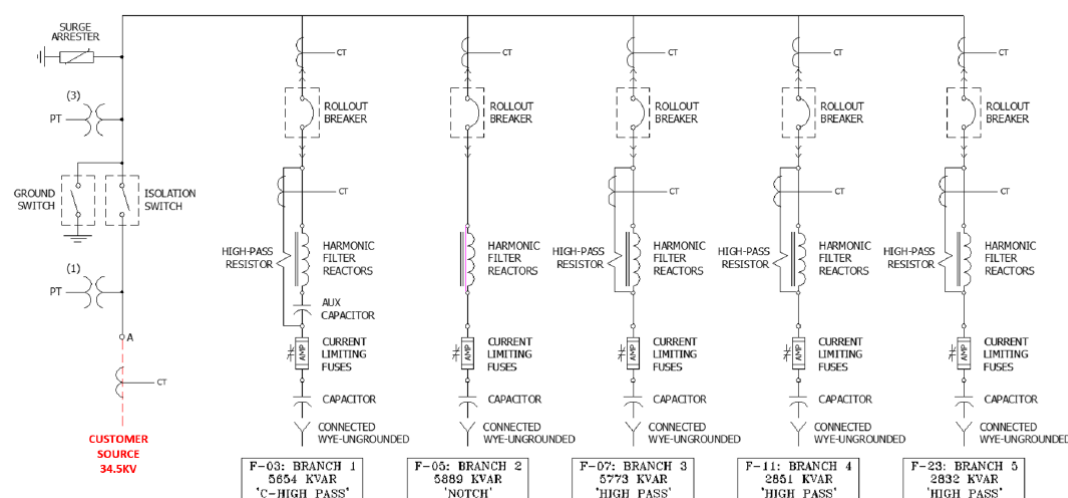 SURGE
ARRESTER
(3)
PT
GROUND
SWITCH
ISOLATION
SWITCH
(1)
PT
A
CT
CUSTOMER
SOURCE
34.5KV
CT
ROLLOUT
BREAKER
CT
HIGH-PASS
RESISTOR
HARMONIC
FILTER
REACTORS
AUX
CAPACITOR
AMP
CURRENT
LIMITING
FUSES
CAPACITOR
CONNECTED
WYE-UNGROUNDED
F-03: BRANCH 1
5654 KVAR
'C-HIGH PASS'
CT
ROLLOUT
BREAKER
HARMONIC
FILTER
REACTORS
AMP
CURRENT
LIMITING
FUSES
CAPACITOR
CONNECTED
WYE-UNGROUNDED
F-05: BRANCH 2
5889 KVAR
'NOTCH'
CT
ROLLOUT
BREAKER
CT
HIGH-PASS
RESISTOR
HARMONIC
FILTER
REACTORS
AMP
CURRENT
LIMITING
FUSES
CAPACITOR
CONNECTED
WYE-UNGROUNDED
F-07: BRANCH 3
5773 KVAR
'HIGH PASS'
CT
ROLLOUT
BREAKER
CT
HIGH-PASS
RESISTOR
HARMONIC
FILTER
REACTORS
AMP
CURRENT
LIMITING
FUSES
CAPACITOR
CONNECTED
WYE-UNGROUNDED
F-11: BRANCH 4
2851 KVAR
'HIGH PASS'
CT
ROLLOUT
BREAKER
CT
HIGH-PASS
RESISTOR
HARMONIC
FILTER
REACTORS
AMP
CURRENT
LIMITING
FUSES
CAPACITOR
CONNECTED
WYE-UNGROUNDED
F-23: BRANCH 5
2832 KVAR
'HIGH PASS'